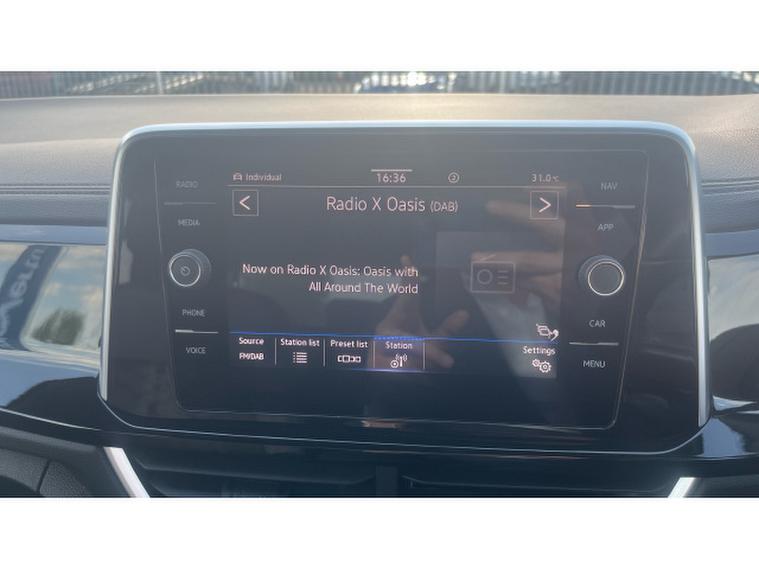 RADIO
MEDIA
PHONE
VOICE
Individual
16:36
31.0°C
Radio X Oasis (DAB)
Now on Radio X Oasis: Oasis with
All Around The World
Source
FM/DAB
Station list
Preset list
Station
Settings
NAV
APP
CAR
MENU